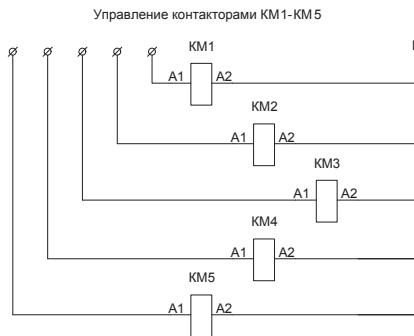 Управление контакторами КМ1-КМ5
КМ1
А1 А2
КМ2
А1 А2
КМ3
А1 А2
КМ4
А1 А2
КМ5
А1 А2